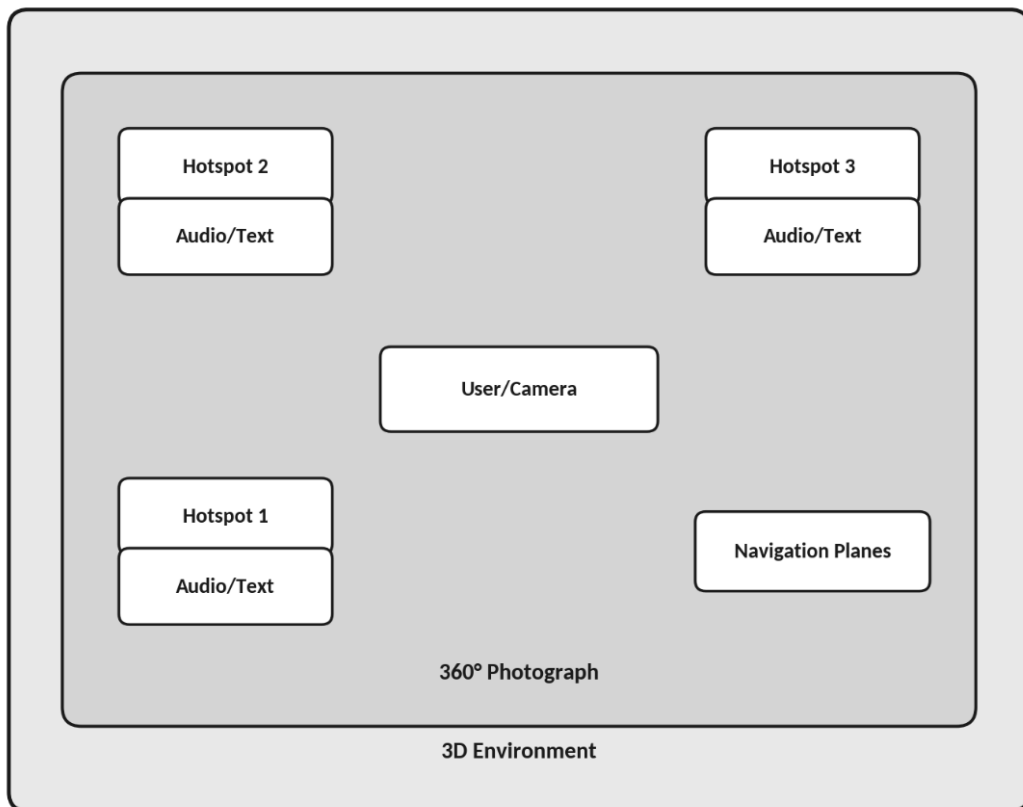 Hotspot 2
Audio/Text
Hotspot 3
Audio/Text
User/Camera
Hotspot 1
Audio/Text
Navigation Planes
360° Photograph
3D Environment